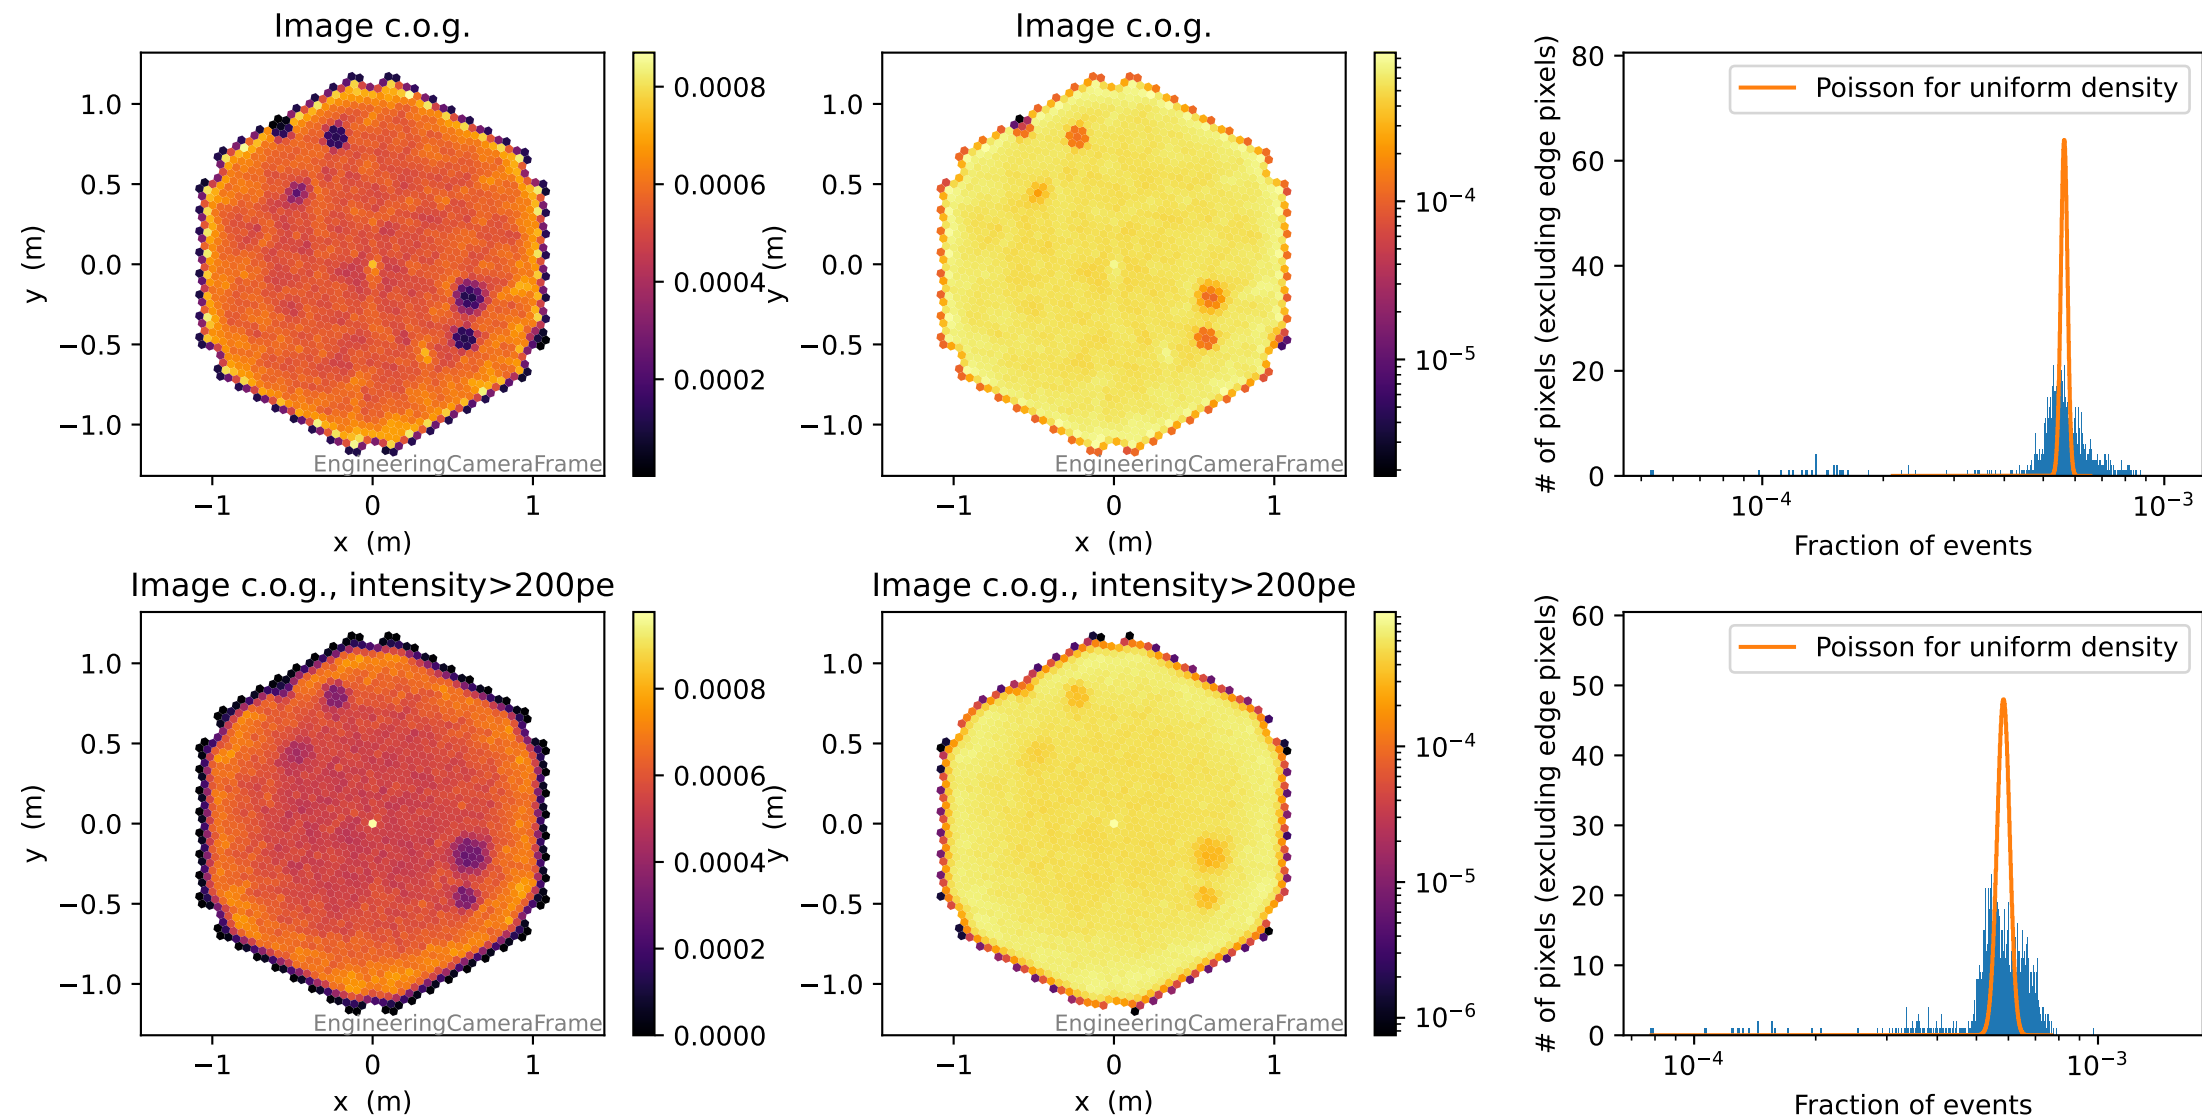 Image c.o.g.
1.0
0.5
0.0
−0.5
−1.0
y (m)
−1
0
1
x (m)
EngineeringCameraFrame
0.0008
0.0006
0.0004
0.0002
Image c.o.g.
1.0
0.5
0.0
−0.5
−1.0
y (m)
−1
0
1
x (m)
EngineeringCameraFrame
10⁻⁴
10⁻⁵
# of pixels (excluding edge pixels)
80
60
40
20
0
Poisson for uniform density
10⁻⁴
10⁻³
Fraction of events
Image c.o.g., intensity>200pe
1.0
0.5
0.0
−0.5
−1.0
y (m)
−1
0
1
x (m)
EngineeringCameraFrame
0.0008
0.0006
0.0004
0.0002
0.0000
Image c.o.g., intensity>200pe
1.0
0.5
0.0
−0.5
−1.0
y (m)
−1
0
1
x (m)
EngineeringCameraFrame
10⁻⁴
10⁻⁵
10⁻⁶
# of pixels (excluding edge pixels)
60
50
40
30
20
10
0
Poisson for uniform density
10⁻⁴
10⁻³
Fraction of events